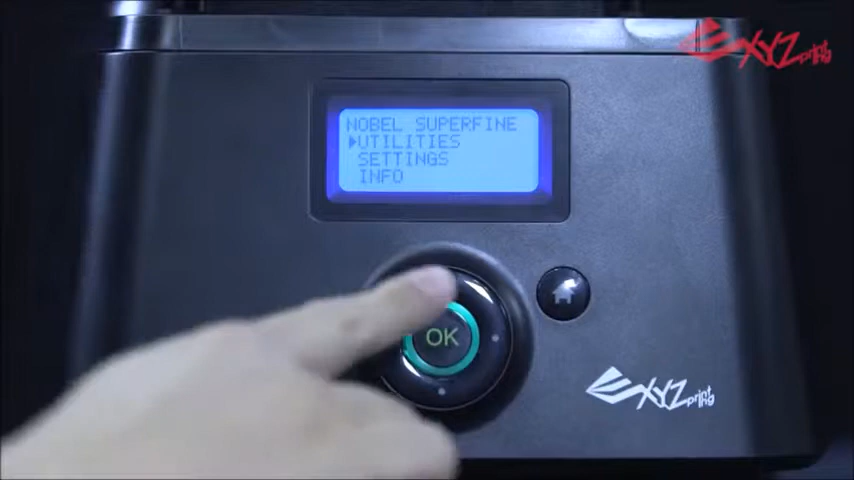 XYZprinting
NOBEL SUPERFINE
UTILITIES
SETTINGS
INFO
OK
XYZprinting